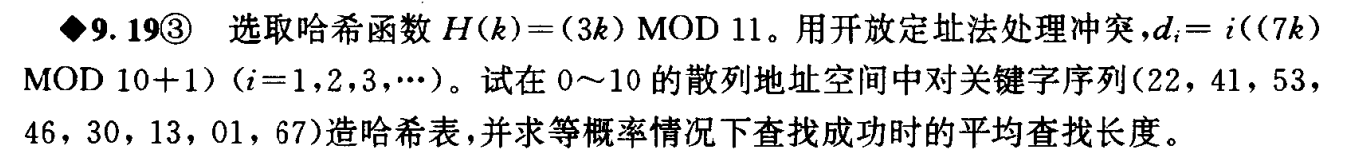 ◆9.19③ 选取哈希函数 H(k)=(3k) MOD 11。用开放定址法处理冲突,dᵢ= i((7k)
MOD 10+1) (i=1,2,3,…)。试在 0～10 的散列地址空间中对关键字序列(22, 41, 53,
46, 30, 13, 01, 67)造哈希表,并求等概率情况下查找成功时的平均查找长度。